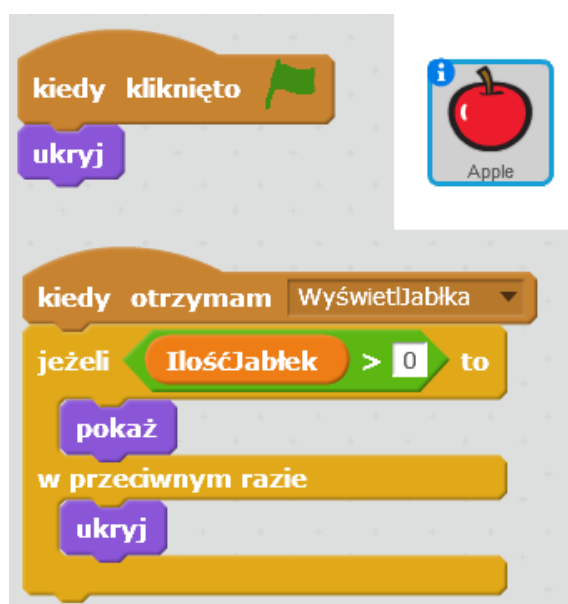 kiedy kliknięto
ukryj
i
Apple
kiedy otrzymam WyświetlJabłka
jeżeli IlośćJabłek > 0 to
pokaż
w przeciwnym razie
ukryj